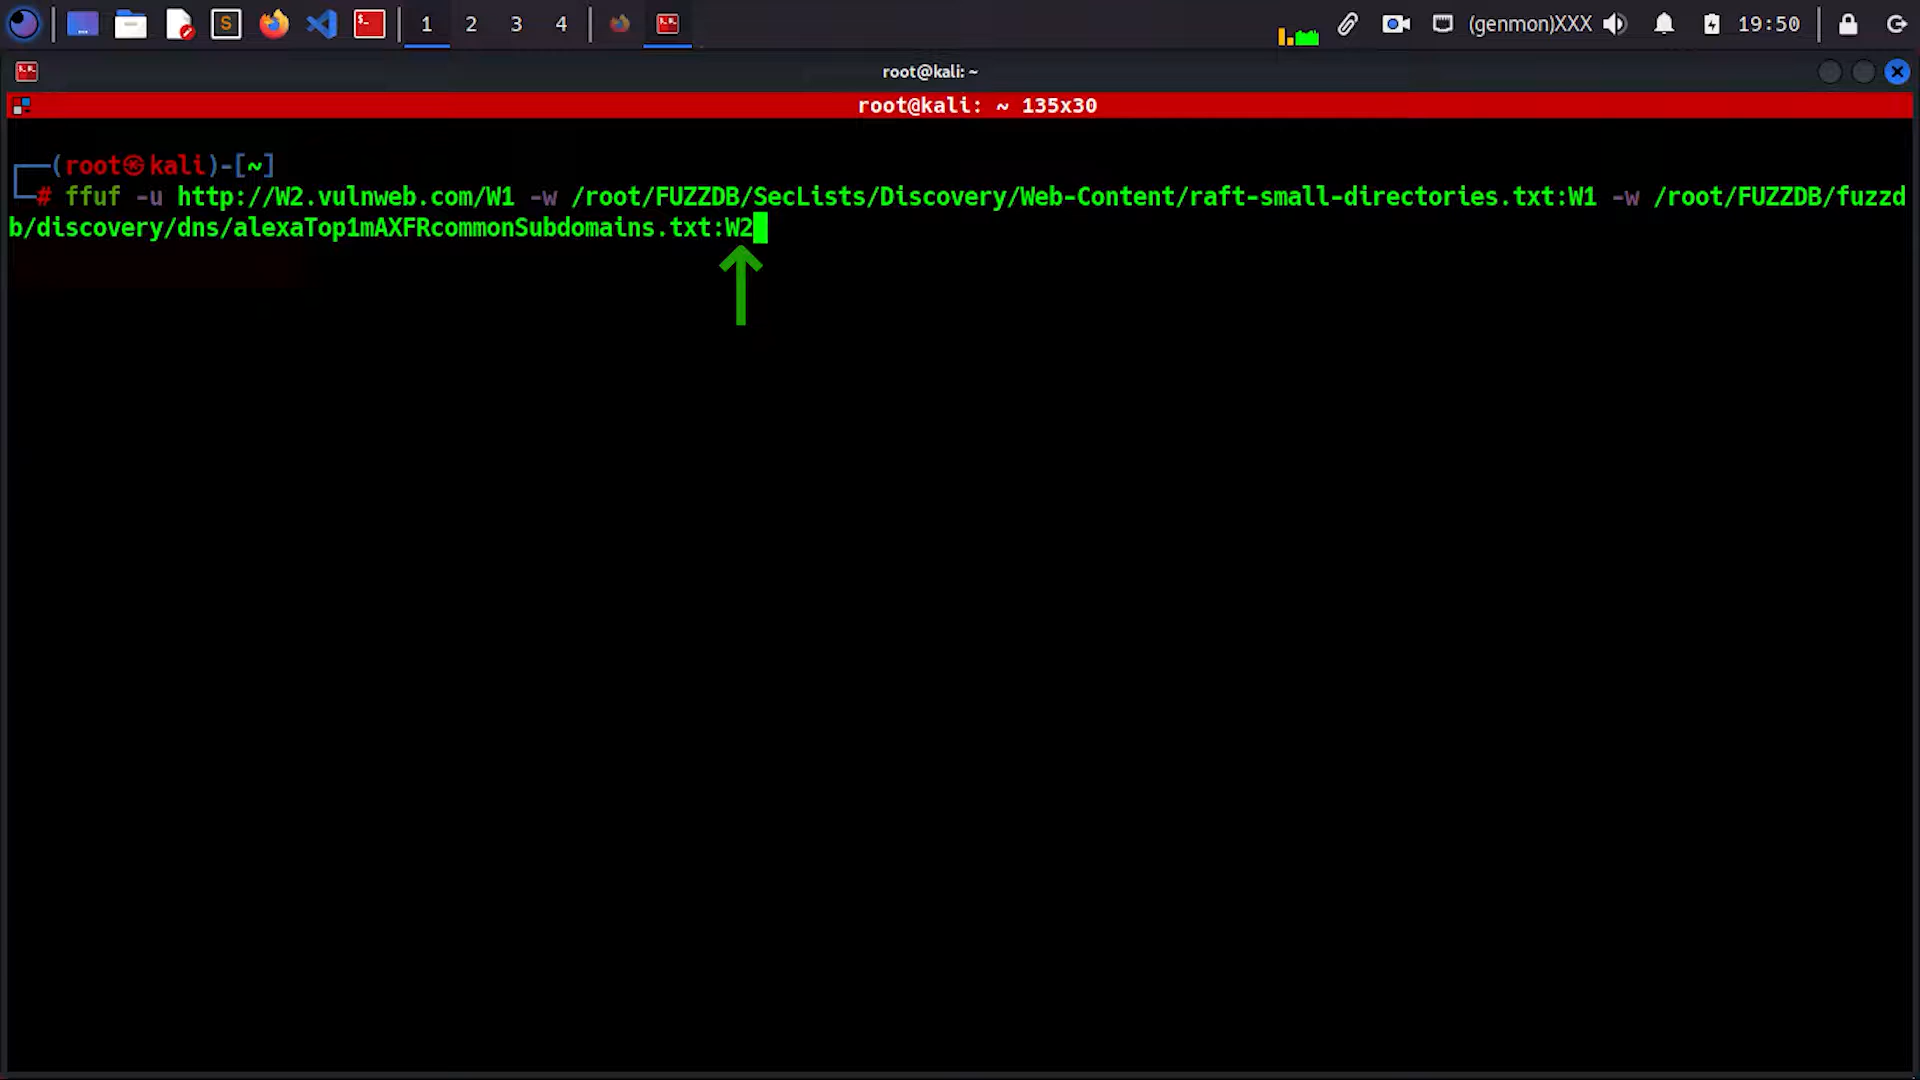 1 2 3 4 (genmon)XXX 19:50
root@kali: ~
root@kali: ~ 135x30
(root㉿kali)-[~]
# ffuf -u http://W2.vulnweb.com/W1 -w /root/FUZZDB/SecLists/Discovery/Web-Content/raft-small-directories.txt:W1 -w /root/FUZZDB/fuzzd
b/discovery/dns/alexaTop1mAXFRcommonSubdomains.txt:W2